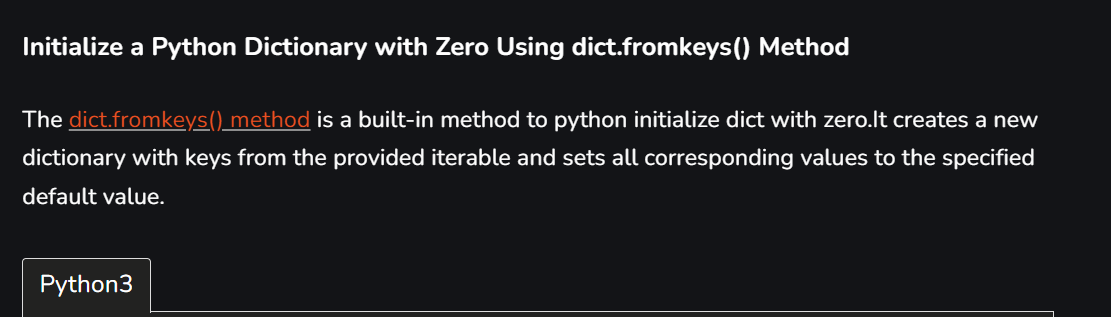 Initialize a Python Dictionary with Zero Using dict.fromkeys() Method
The dict.fromkeys() method is a built-in method to python initialize dict with zero.It creates a new
dictionary with keys from the provided iterable and sets all corresponding values to the specified
default value.
Python3